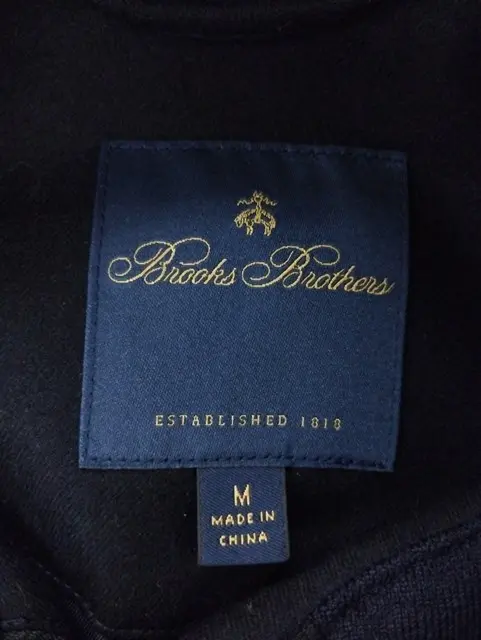 Brooks Brothers
ESTABLISHED 1818
M
MADE IN
CHINA